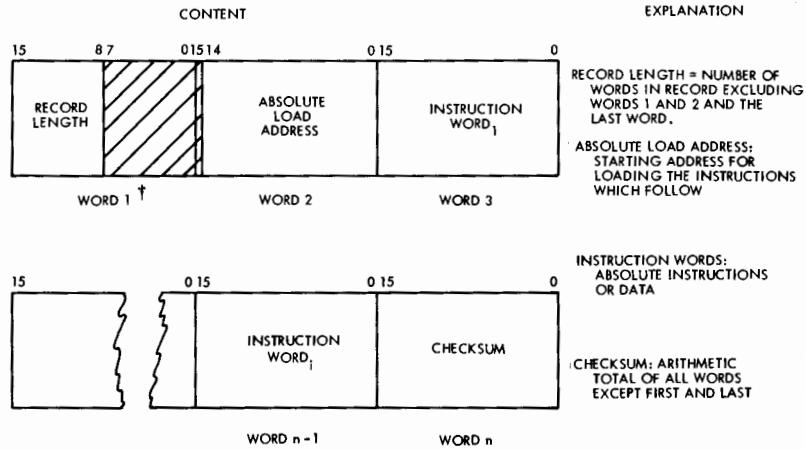 CONTENT
EXPLANATION
15 8 7 0 15 14 0 15 0
RECORD LENGTH
ABSOLUTE LOAD ADDRESS
INSTRUCTION WORD1
WORD 1 †
WORD 2
WORD 3
RECORD LENGTH = NUMBER OF
WORDS IN RECORD EXCLUDING
WORDS 1 AND 2 AND THE
LAST WORD.
ABSOLUTE LOAD ADDRESS:
STARTING ADDRESS FOR
LOADING THE INSTRUCTIONS
WHICH FOLLOW
15 0 15 0 15 0
INSTRUCTION WORDi
CHECKSUM
WORD n-1
WORD n
INSTRUCTION WORDS:
ABSOLUTE INSTRUCTIONS
OR DATA
CHECKSUM: ARITHMETIC
TOTAL OF ALL WORDS
EXCEPT FIRST AND LAST